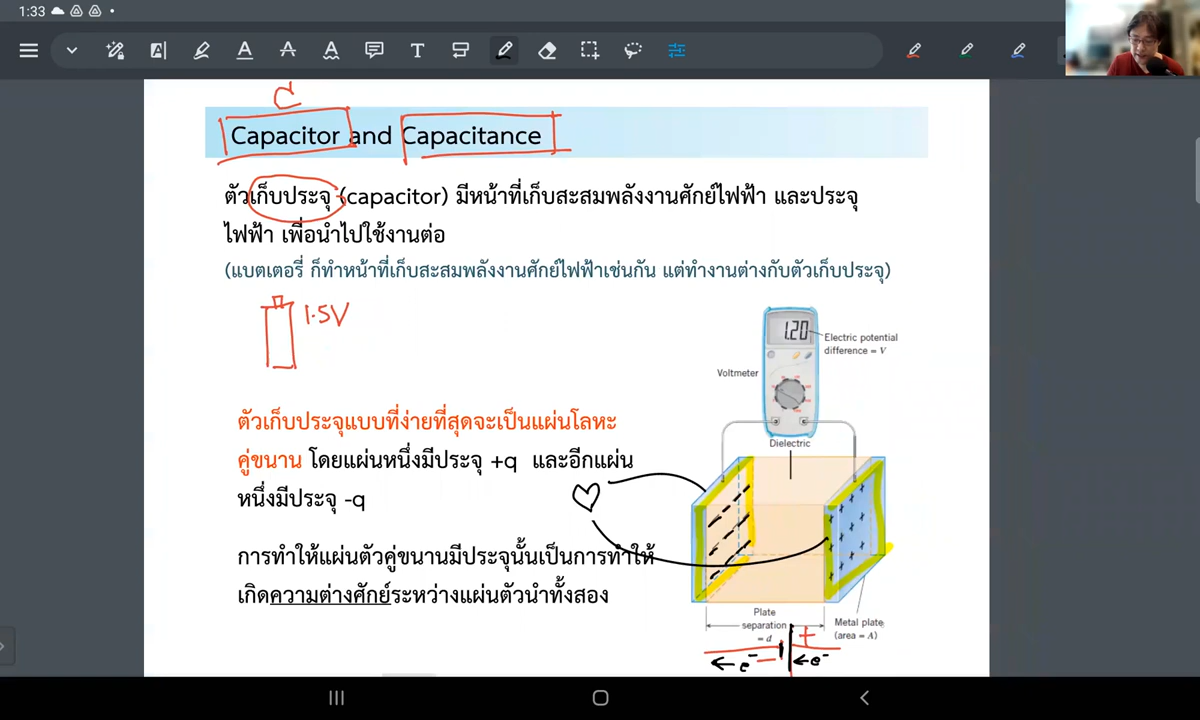 1:33
C
Capacitor and Capacitance
ตัวเก็บประจุ (capacitor) มีหน้าที่เก็บสะสมพลังงานศักย์ไฟฟ้า และประจุ
ไฟฟ้า เพื่อนำไปใช้งานต่อ
(แบตเตอรี่ ก็ทำหน้าที่เก็บสะสมพลังงานศักย์ไฟฟ้าเช่นกัน แต่ทำงานต่างกับตัวเก็บประจุ)
1.5V
1.20
Electric potential
difference = V
Voltmeter
Dielectric
ตัวเก็บประจุแบบที่ง่ายที่สุดจะเป็นแผ่นโลหะ
คู่ขนาน โดยแผ่นหนึ่งมีประจุ +q และอีกแผ่น
หนึ่งมีประจุ -q
การทำให้แผ่นตัวคู่ขนานมีประจุนั้นเป็นการทำให้
เกิดความต่างศักย์ระหว่างแผ่นตัวนำทั้งสอง
Plate
separation
= d
Metal plate
(area = A)
- +
← e⁻ ← e⁻